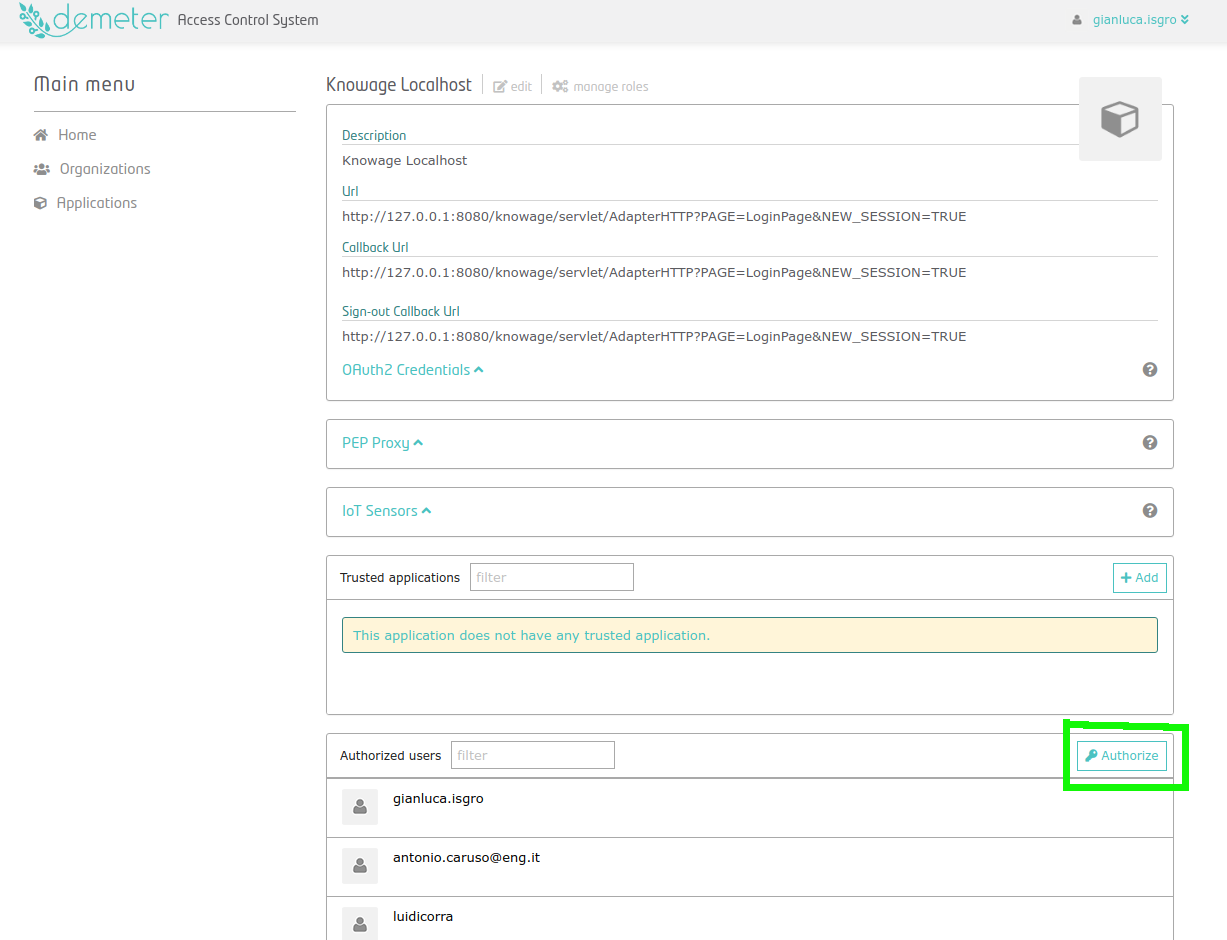 demeter Access Control System
gianluca.isgro
Main menu
Home
Organizations
Applications
Knowage Localhost edit manage roles
Description
Knowage Localhost
Url
http://127.0.0.1:8080/knowage/servlet/AdapterHTTP?PAGE=LoginPage&NEW_SESSION=TRUE
Callback Url
http://127.0.0.1:8080/knowage/servlet/AdapterHTTP?PAGE=LoginPage&NEW_SESSION=TRUE
Sign-out Callback Url
http://127.0.0.1:8080/knowage/servlet/AdapterHTTP?PAGE=LoginPage&NEW_SESSION=TRUE
OAuth2 Credentials ?
PEP Proxy ?
IoT Sensors ?
Trusted applications filter + Add
This application does not have any trusted application.
Authorized users filter Authorize
gianluca.isgro
antonio.caruso@eng.it
luidicorra